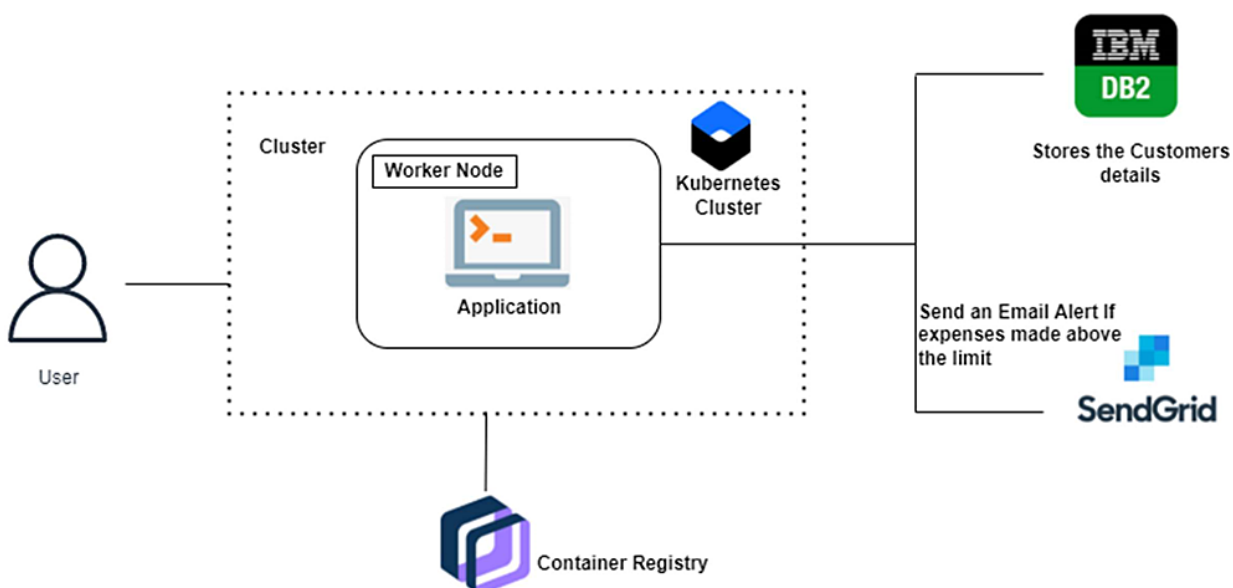 IBM
DB2
Stores the Customers
details
Cluster
Worker Node
Kubernetes
Cluster
Application
User
Send an Email Alert If
expenses made above
the limit
SendGrid
Container Registry